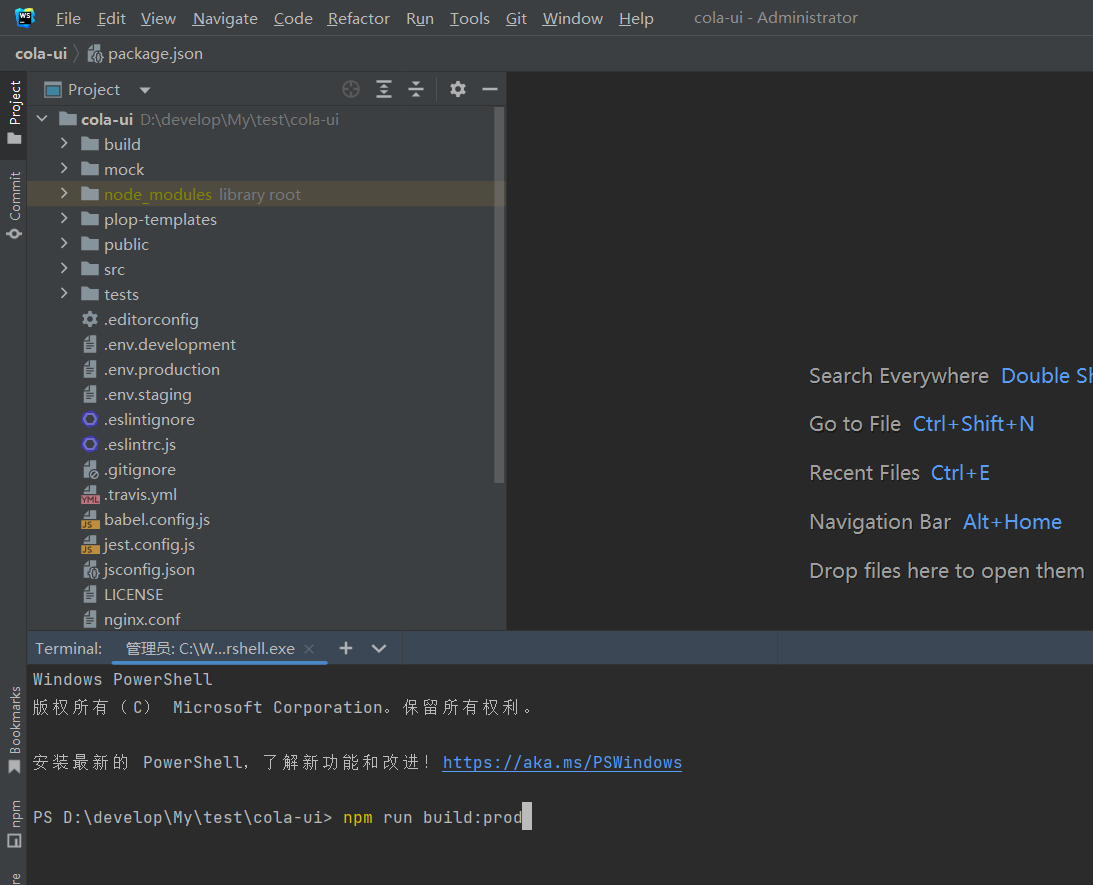 WS File Edit View Navigate Code Refactor Run Tools Git Window Help cola-ui - Administrator
cola-ui package.json
Project
Project
cola-ui D:\develop\My\test\cola-ui
build
mock
node_modules library root
Commit
plop-templates
public
src
tests
.editorconfig
.env.development
.env.production
.env.staging
.eslintignore
.eslintrc.js
.gitignore
.travis.yml
babel.config.js
jest.config.js
jsconfig.json
LICENSE
nginx.conf
Search Everywhere Double Sh
Go to File Ctrl+Shift+N
Recent Files Ctrl+E
Navigation Bar Alt+Home
Drop files here to open them
Terminal: 管理员: C:\W...rshell.exe
Windows PowerShell
版权所有（C） Microsoft Corporation。保留所有权利。
Bookmarks
安装最新的 PowerShell，了解新功能和改进！https://aka.ms/PSWindows
npm
PS D:\develop\My\test\cola-ui> npm run build:prod
re